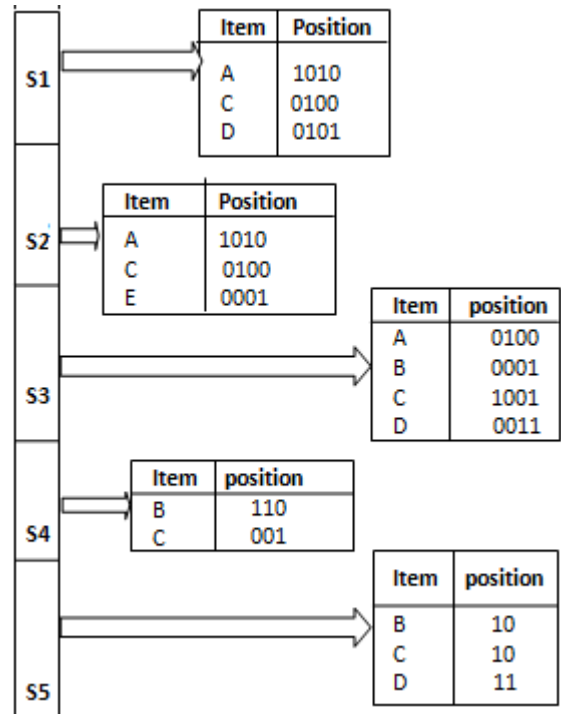 S1
Item Position
A 1010
C 0100
D 0101
S2
Item Position
A 1010
C 0100
E 0001
S3
Item position
A 0100
B 0001
C 1001
D 0011
S4
Item position
B 110
C 001
S5
Item position
B 10
C 10
D 11